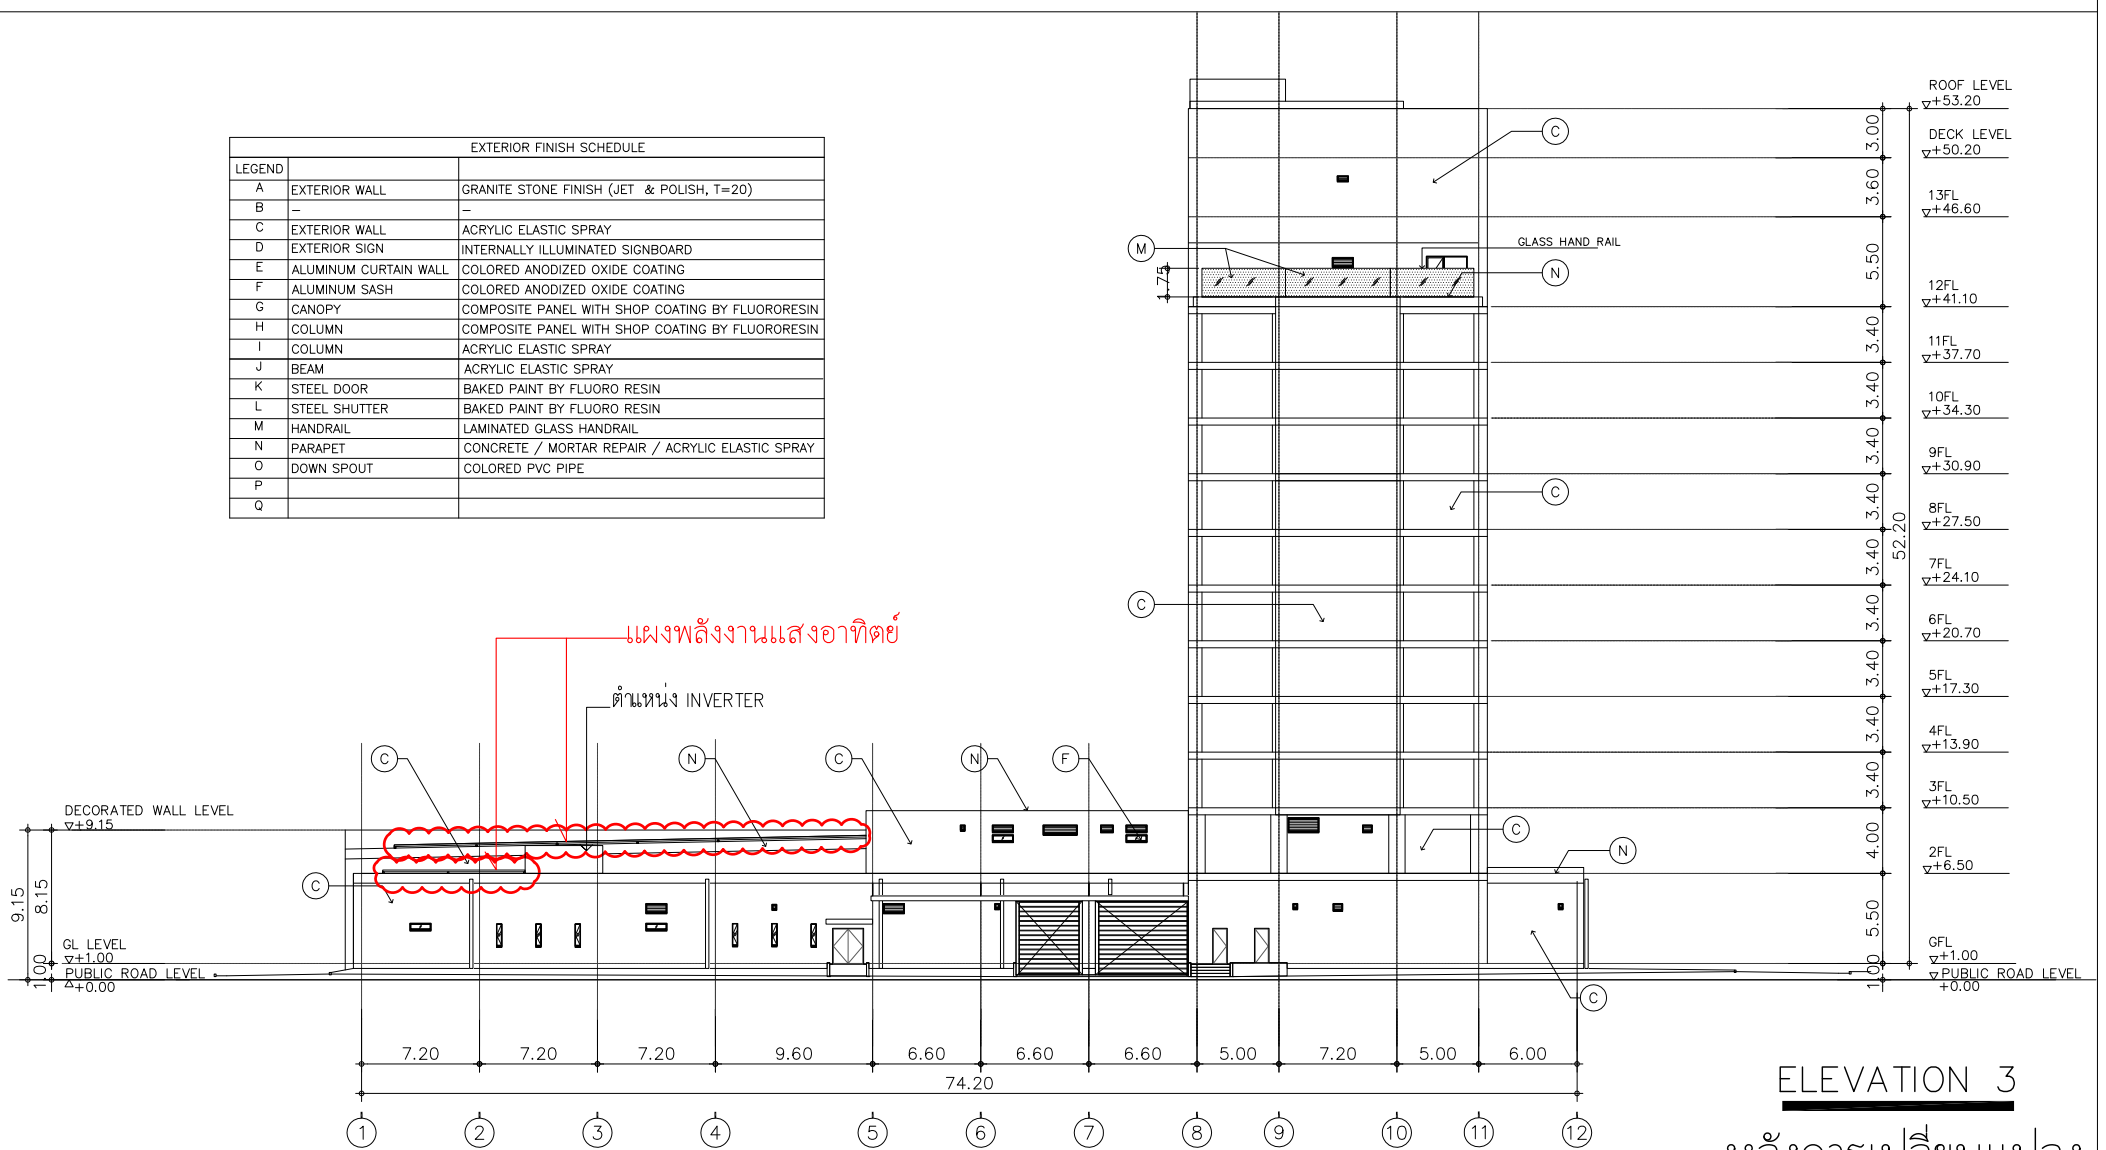 EXTERIOR FINISH SCHEDULE
LEGEND
A EXTERIOR WALL GRANITE STONE FINISH (JET & POLISH, T=20)
B – –
C EXTERIOR WALL ACRYLIC ELASTIC SPRAY
D EXTERIOR SIGN INTERNALLY ILLUMINATED SIGNBOARD
E ALUMINUM CURTAIN WALL COLORED ANODIZED OXIDE COATING
F ALUMINUM SASH COLORED ANODIZED OXIDE COATING
G CANOPY COMPOSITE PANEL WITH SHOP COATING BY FLUORORESIN
H COLUMN COMPOSITE PANEL WITH SHOP COATING BY FLUORORESIN
I COLUMN ACRYLIC ELASTIC SPRAY
J BEAM ACRYLIC ELASTIC SPRAY
K STEEL DOOR BAKED PAINT BY FLUORO RESIN
L STEEL SHUTTER BAKED PAINT BY FLUORO RESIN
M HANDRAIL LAMINATED GLASS HANDRAIL
N PARAPET CONCRETE / MORTAR REPAIR / ACRYLIC ELASTIC SPRAY
O DOWN SPOUT COLORED PVC PIPE
P
Q
แผงพลังงานแสงอาทิตย์
ตำแหน่ง INVERTER
C
N
C
N
F
C
DECORATED WALL LEVEL
+9.15
9.15
8.15
1.00
GL LEVEL
+1.00
PUBLIC ROAD LEVEL
+0.00
C
M
GLASS HAND RAIL
N
1.75
C
C
C
N
C
ROOF LEVEL
+53.20
3.00
DECK LEVEL
+50.20
3.60
13FL
+46.60
5.50
12FL
+41.10
3.40
11FL
+37.70
3.40
10FL
+34.30
3.40
9FL
+30.90
3.40
8FL
+27.50
52.20
3.40
7FL
+24.10
3.40
6FL
+20.70
3.40
5FL
+17.30
3.40
4FL
+13.90
3.40
3FL
+10.50
4.00
2FL
+6.50
5.50
GFL
+1.00
1.00
PUBLIC ROAD LEVEL
+0.00
7.20 7.20 7.20 9.60 6.60 6.60 6.60 5.00 7.20 5.00 6.00
74.20
1 2 3 4 5 6 7 8 9 10 11 12
ELEVATION 3